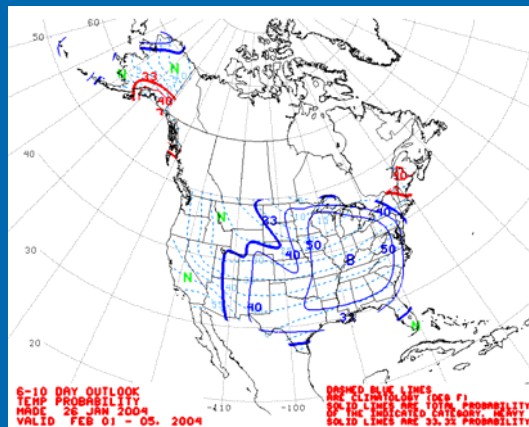 60
50
40
30
20
N
N
33
40
40
N
33
40
50
50
40
B
40
N
33
N
-110
-100
6-10 DAY OUTLOOK
TEMP PROBABILITY
MADE 26 JAN 2004
VALID FEB 01 - 05, 2004
DASHED BLUE LINES
ARE CLIMATOLOGY (DEG F)
SOLID LINES ARE TOTAL PROBABILITY
OF THE INDICATED CATEGORY. HEAVY
SOLID LINES ARE 33.3% PROBABILITY